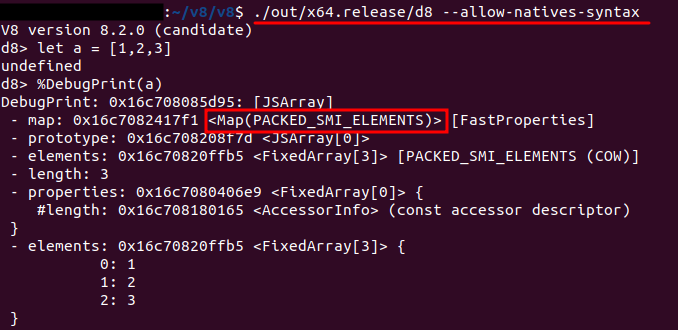 :~/v8/v8$ ./out/x64.release/d8 --allow-natives-syntax
V8 version 8.2.0 (candidate)
d8> let a = [1,2,3]
undefined
d8> %DebugPrint(a)
DebugPrint: 0x16c708085d95: [JSArray]
 - map: 0x16c7082417f1 <Map(PACKED_SMI_ELEMENTS)> [FastProperties]
 - prototype: 0x16c708208f7d <JSArray[0]>
 - elements: 0x16c70820ffb5 <FixedArray[3]> [PACKED_SMI_ELEMENTS (COW)]
 - length: 3
 - properties: 0x16c7080406e9 <FixedArray[0]> {
    #length: 0x16c708180165 <AccessorInfo> (const accessor descriptor)
 }
 - elements: 0x16c70820ffb5 <FixedArray[3]> {
           0: 1
           1: 2
           2: 3
 }